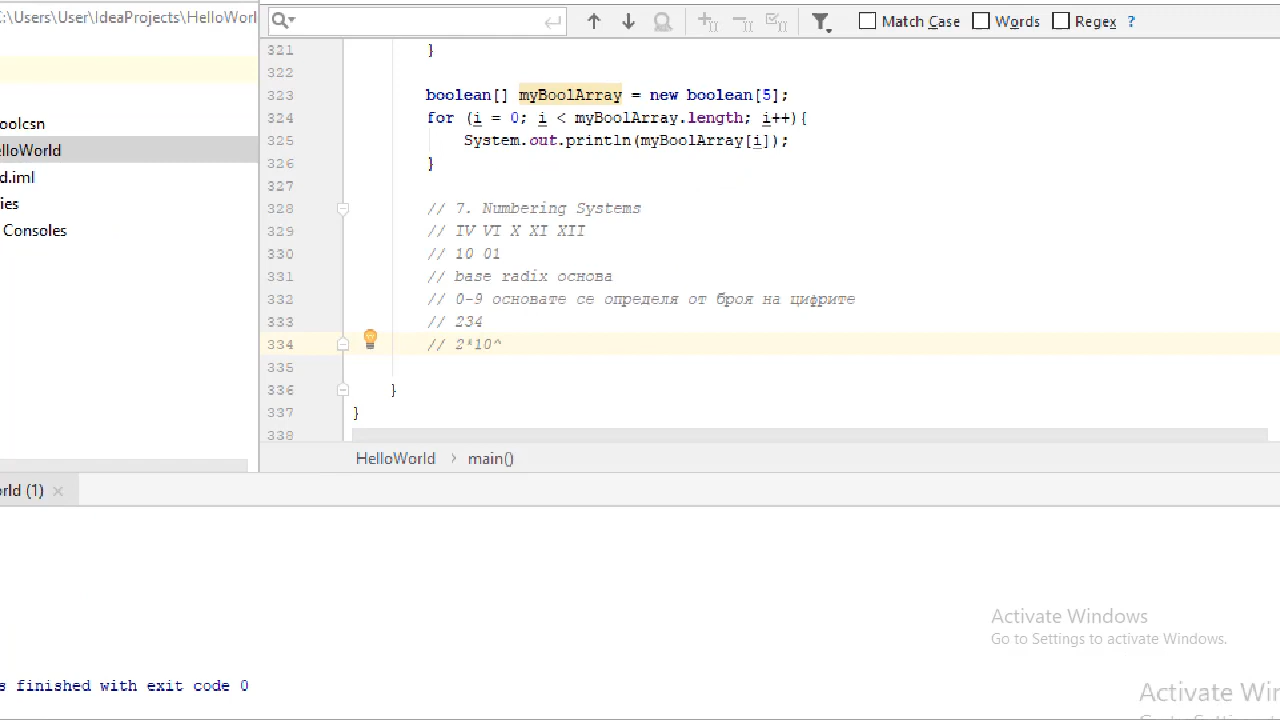 :\Users\User\IdeaProjects\HelloWorl
Match Case Words Regex ?
oolcsn
elloWorld
d.iml
ies
Consoles
321 }
322
323 boolean[] myBoolArray = new boolean[5];
324 for (i = 0; i < myBoolArray.length; i++){
325 System.out.println(myBoolArray[i]);
326 }
327
328 // 7. Numbering Systems
329 // IV VI X XI XII
330 // 10 01
331 // base radix основа
332 // 0-9 основате се определя от броя на цифрите
333 // 234
334 // 2*10^
335
336 }
337 }
338
HelloWorld > main()
orld (1) ×
s finished with exit code 0
Activate Windows
Go to Settings to activate Windows.
Activate Win